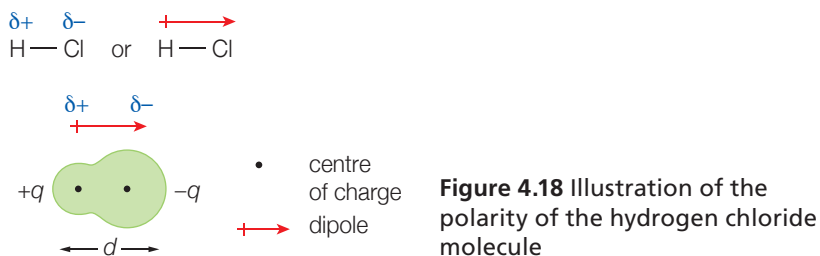 δ+ δ−
H — Cl or H — Cl
δ+ δ−
+q −q
d
centre
of charge
dipole
Figure 4.18 Illustration of the
polarity of the hydrogen chloride
molecule